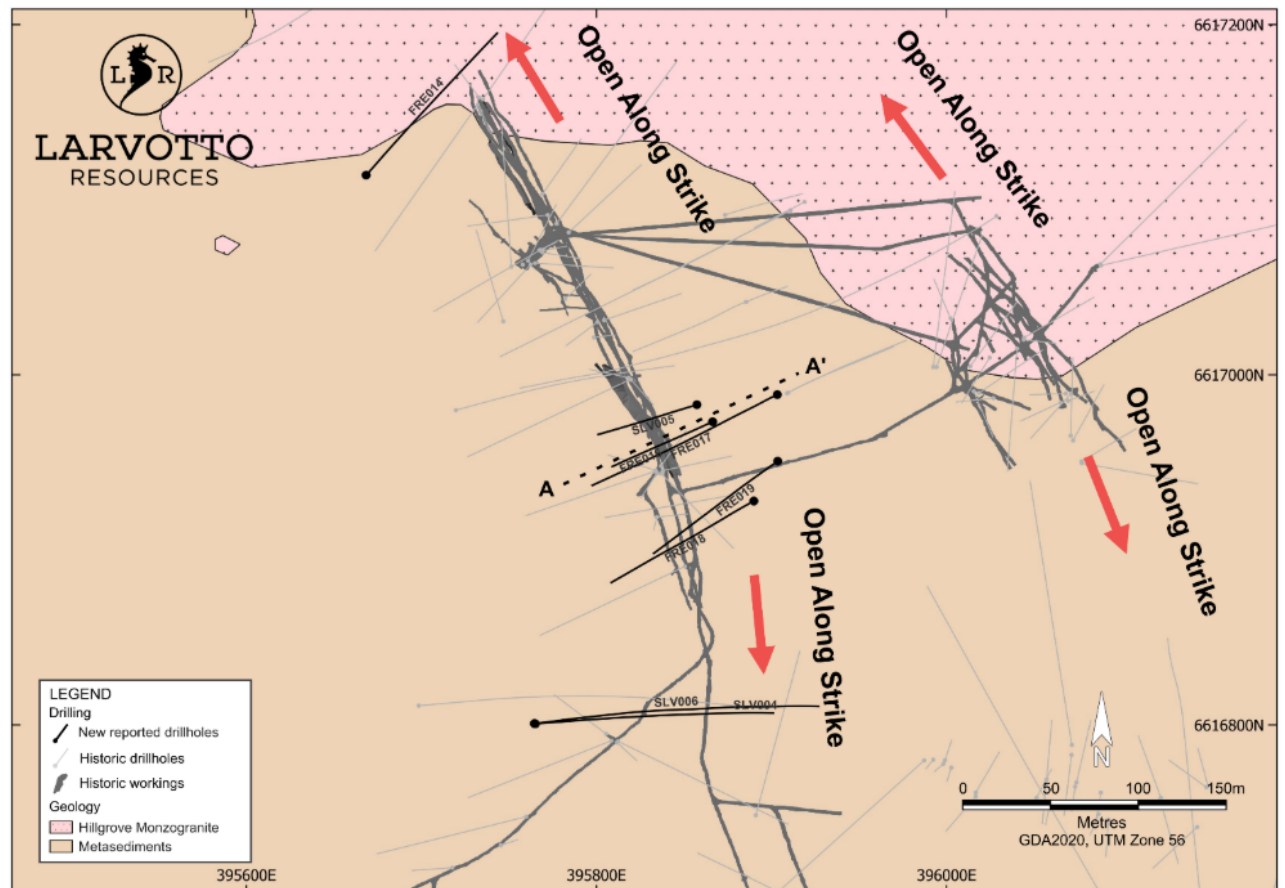 L R
LARVOTTO
RESOURCES
6617200N
Open Along Strike
Open Along Strike
FRE014
A'
6617000N
SLV005
FRE017
A
FRE019
FRE018
Open Along Strike
Open Along Strike
SLV006
SLV004
6616800N
LEGEND
Drilling
New reported drillholes
Historic drillholes
Historic workings
Geology
Hillgrove Monzogranite
Metasediments
N
0 50 100 150m
Metres
GDA2020, UTM Zone 56
395600E 395800E 396000E